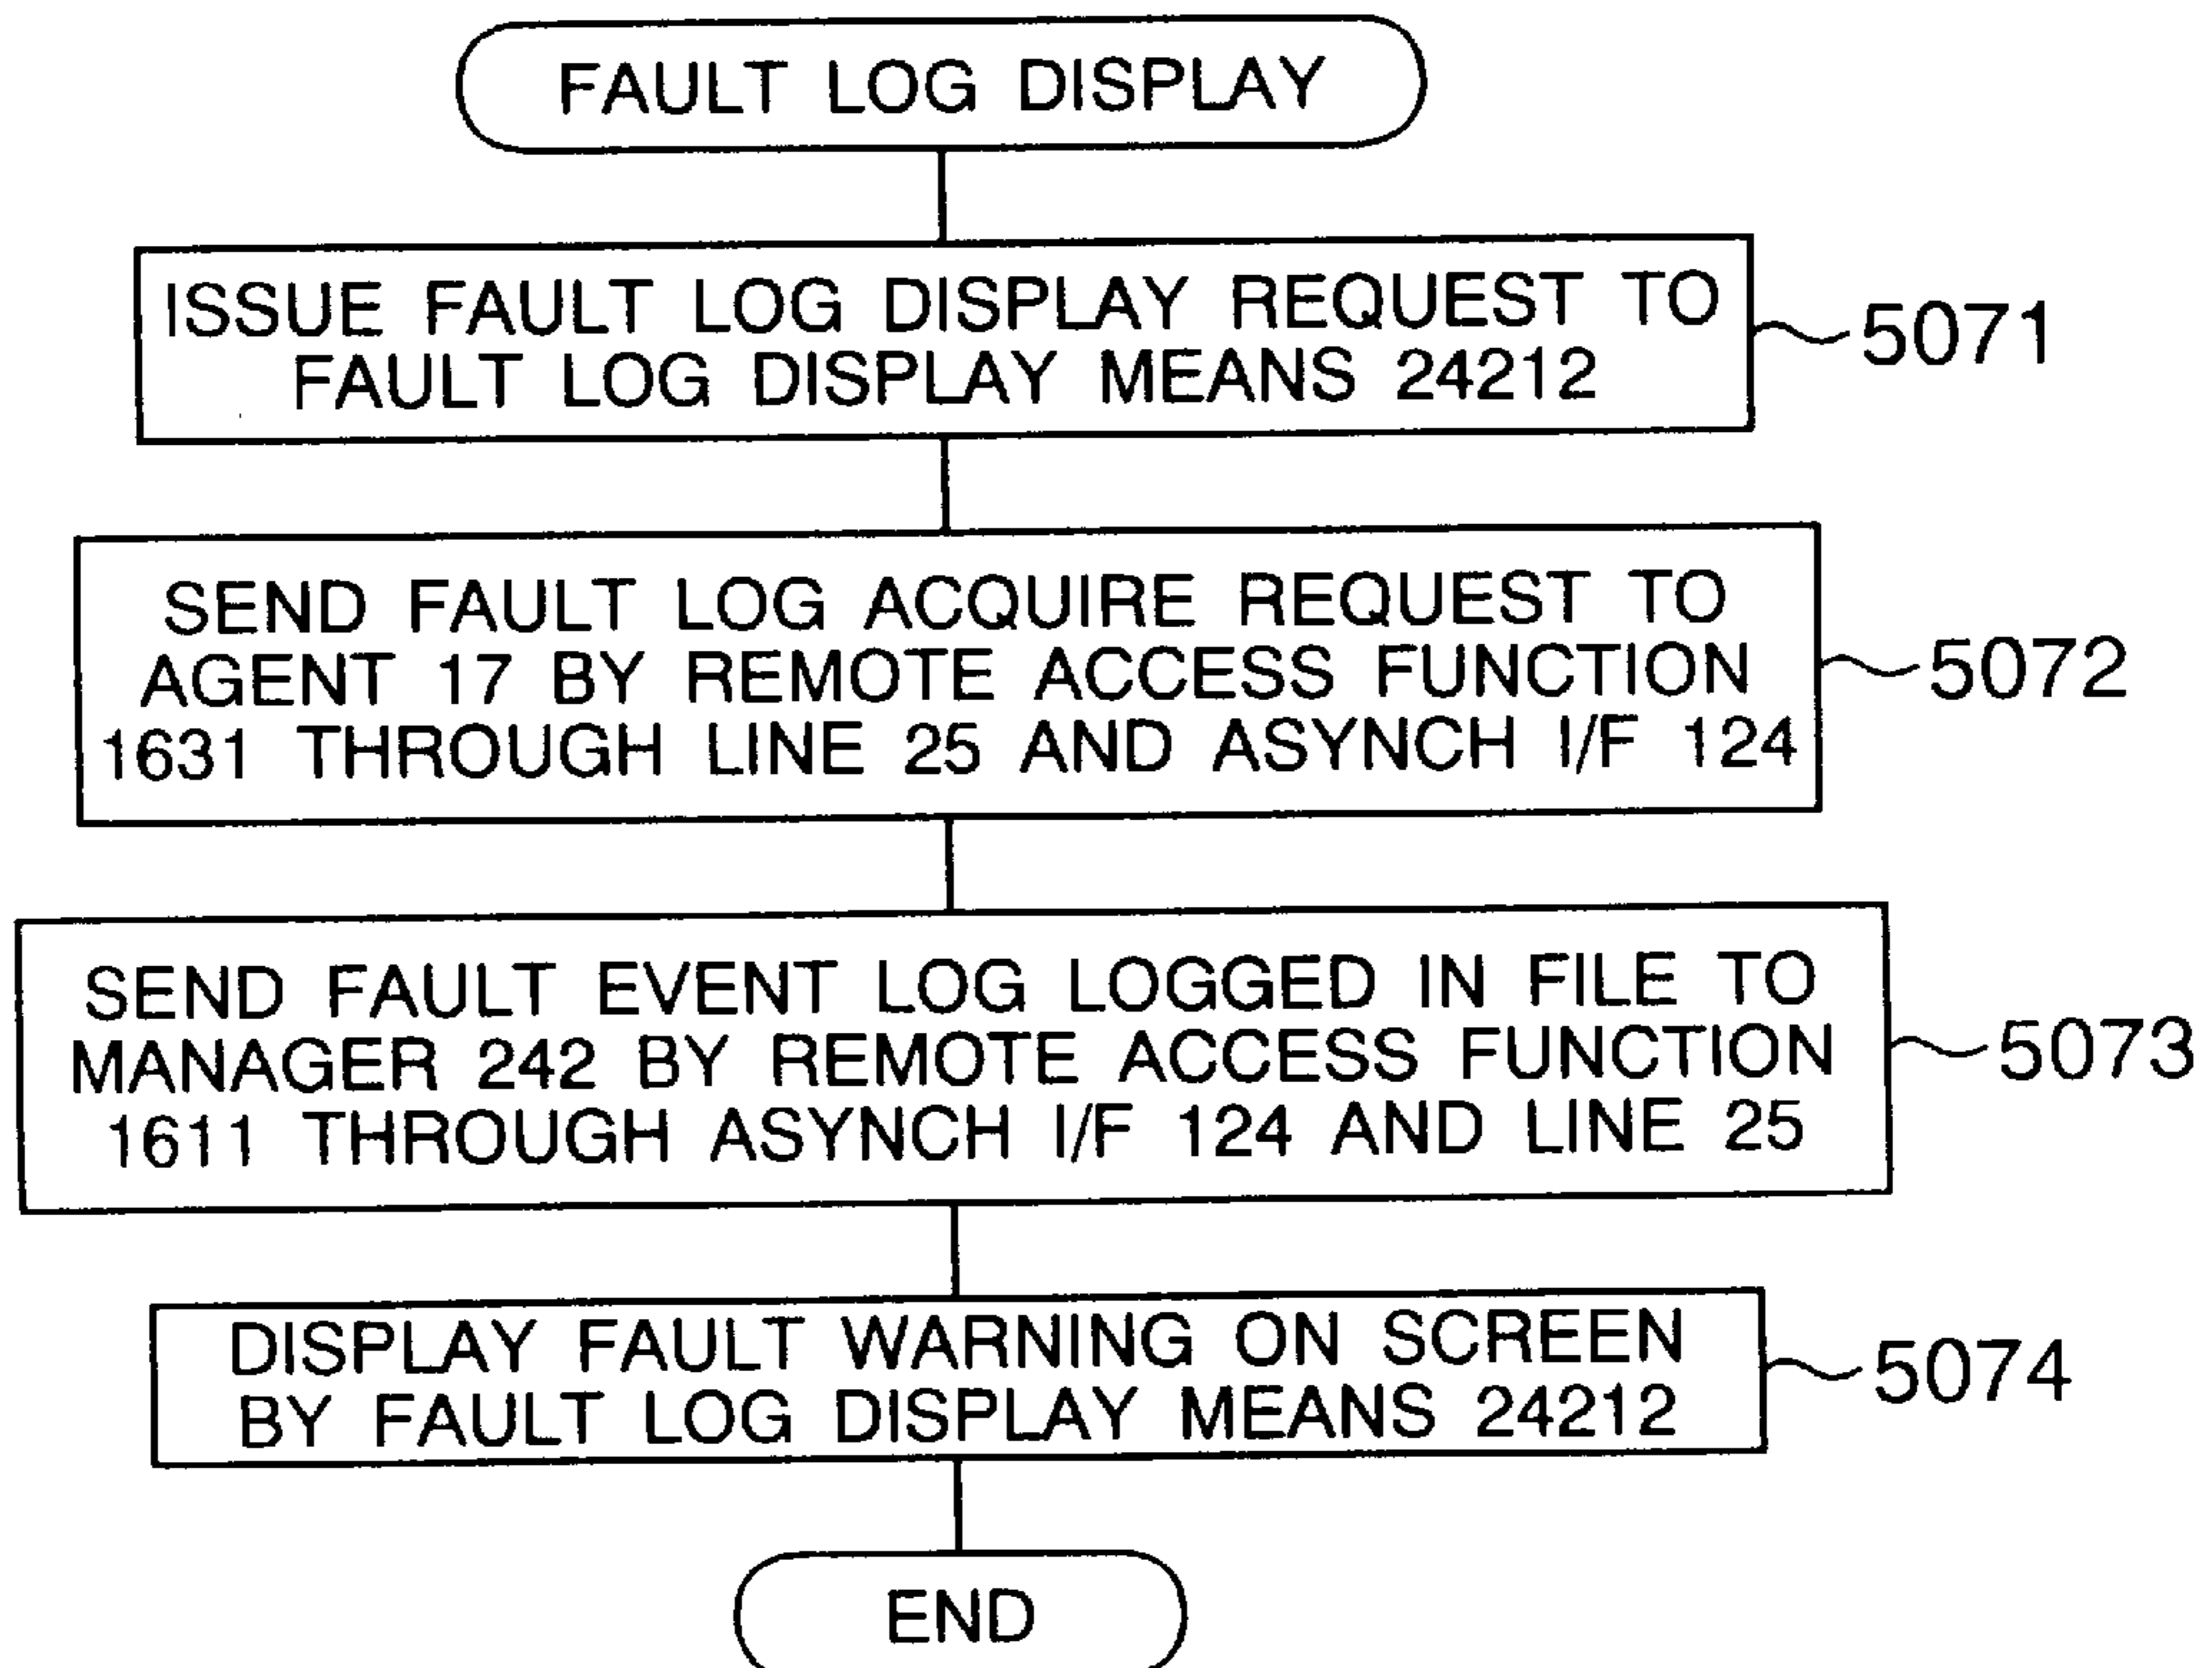 FAULT LOG DISPLAY
ISSUE FAULT LOG DISPLAY REQUEST TO
FAULT LOG DISPLAY MEANS 24212
5071
SEND FAULT LOG ACQUIRE REQUEST TO
AGENT 17 BY REMOTE ACCESS FUNCTION
1631 THROUGH LINE 25 AND ASYNCH I/F 124
5072
SEND FAULT EVENT LOG LOGGED IN FILE TO
MANAGER 242 BY REMOTE ACCESS FUNCTION
1611 THROUGH ASYNCH I/F 124 AND LINE 25
5073
DISPLAY FAULT WARNING ON SCREEN
BY FAULT LOG DISPLAY MEANS 24212
5074
END